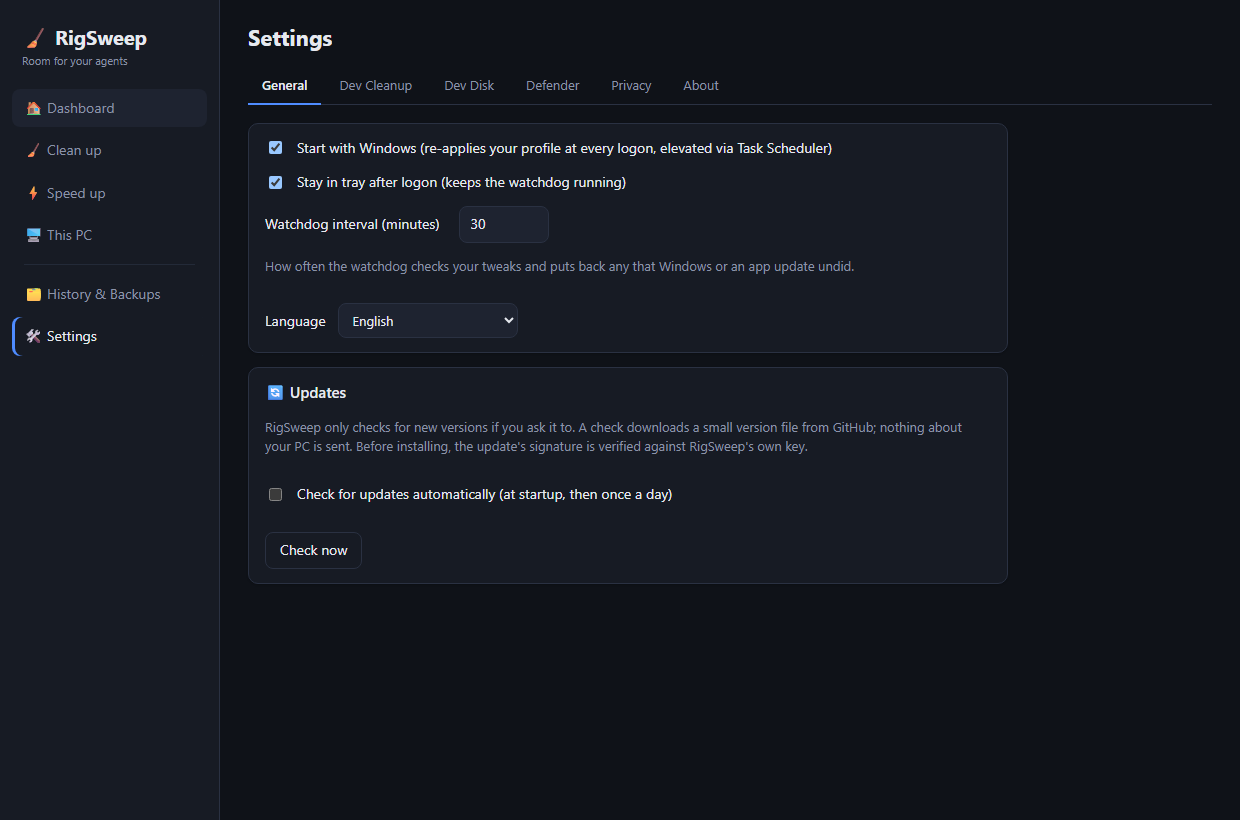 RigSweep
Room for your agents
Dashboard
Clean up
Speed up
This PC
History & Backups
Settings
Settings
General Dev Cleanup Dev Disk Defender Privacy About
Start with Windows (re-applies your profile at every logon, elevated via Task Scheduler)
Stay in tray after logon (keeps the watchdog running)
Watchdog interval (minutes) 30
How often the watchdog checks your tweaks and puts back any that Windows or an app update undid.
Language English
Updates
RigSweep only checks for new versions if you ask it to. A check downloads a small version file from GitHub; nothing about
your PC is sent. Before installing, the update's signature is verified against RigSweep's own key.
Check for updates automatically (at startup, then once a day)
Check now